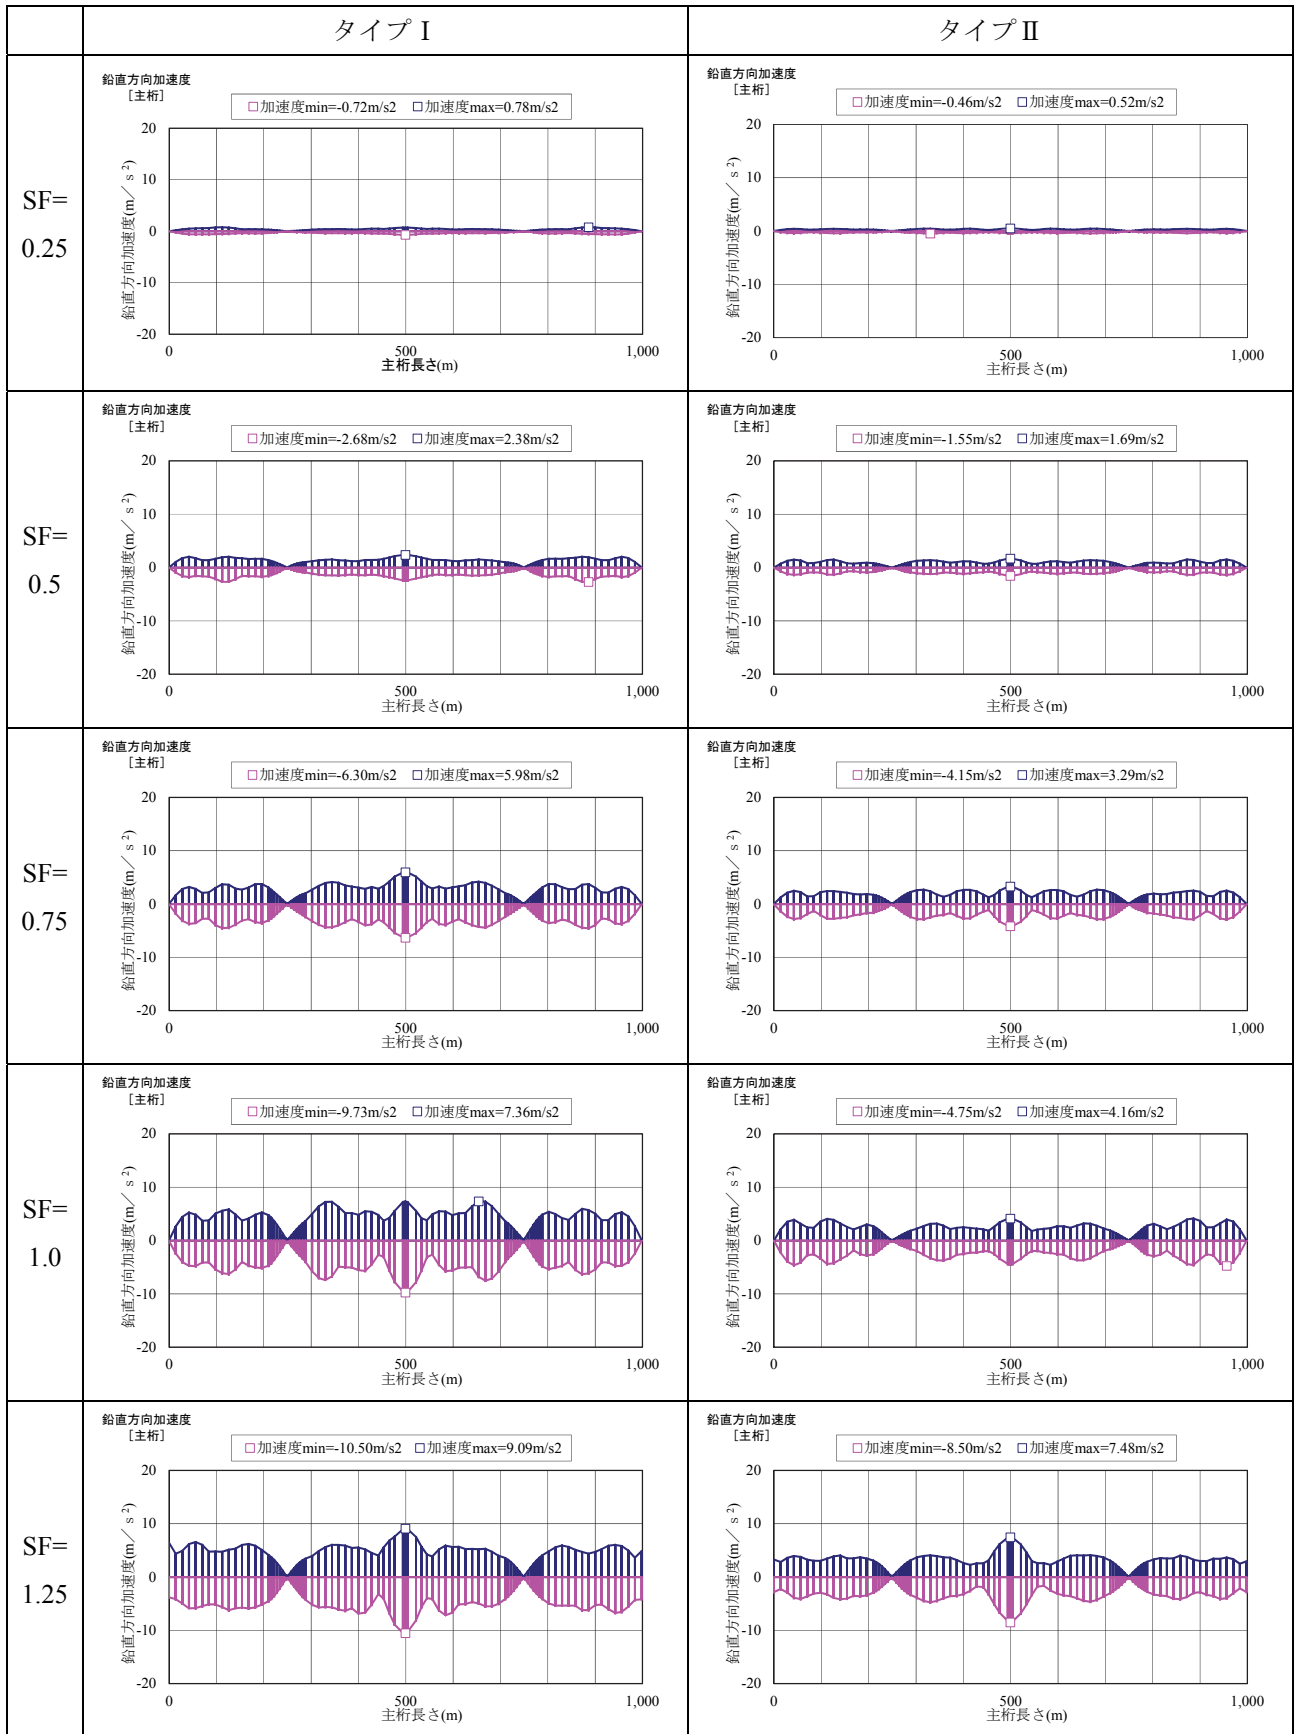 タイプ I
タイプ II
SF=
0.25
鉛直方向加速度
[主桁]
加速度min=-0.72m/s2 加速度max=0.78m/s2
鉛直方向加速度(m／ｓ²)
20
10
0
-10
-20
0 500 1,000
主桁長さ(m)
鉛直方向加速度
[主桁]
加速度min=-0.46m/s2 加速度max=0.52m/s2
鉛直方向加速度(m／ｓ²)
20
10
0
-10
-20
0 500 1,000
主桁長さ(m)
SF=
0.5
鉛直方向加速度
[主桁]
加速度min=-2.68m/s2 加速度max=2.38m/s2
鉛直方向加速度(m／ｓ²)
20
10
0
-10
-20
0 500 1,000
主桁長さ(m)
鉛直方向加速度
[主桁]
加速度min=-1.55m/s2 加速度max=1.69m/s2
鉛直方向加速度(m／ｓ²)
20
10
0
-10
-20
0 500 1,000
主桁長さ(m)
SF=
0.75
鉛直方向加速度
[主桁]
加速度min=-6.30m/s2 加速度max=5.98m/s2
鉛直方向加速度(m／ｓ²)
20
10
0
-10
-20
0 500 1,000
主桁長さ(m)
鉛直方向加速度
[主桁]
加速度min=-4.15m/s2 加速度max=3.29m/s2
鉛直方向加速度(m／ｓ²)
20
10
0
-10
-20
0 500 1,000
主桁長さ(m)
SF=
1.0
鉛直方向加速度
[主桁]
加速度min=-9.73m/s2 加速度max=7.36m/s2
鉛直方向加速度(m／ｓ²)
20
10
0
-10
-20
0 500 1,000
主桁長さ(m)
鉛直方向加速度
[主桁]
加速度min=-4.75m/s2 加速度max=4.16m/s2
鉛直方向加速度(m／ｓ²)
20
10
0
-10
-20
0 500 1,000
主桁長さ(m)
SF=
1.25
鉛直方向加速度
[主桁]
加速度min=-10.50m/s2 加速度max=9.09m/s2
鉛直方向加速度(m／ｓ²)
20
10
0
-10
-20
0 500 1,000
主桁長さ(m)
鉛直方向加速度
[主桁]
加速度min=-8.50m/s2 加速度max=7.48m/s2
鉛直方向加速度(m／ｓ²)
20
10
0
-10
-20
0 500 1,000
主桁長さ(m)